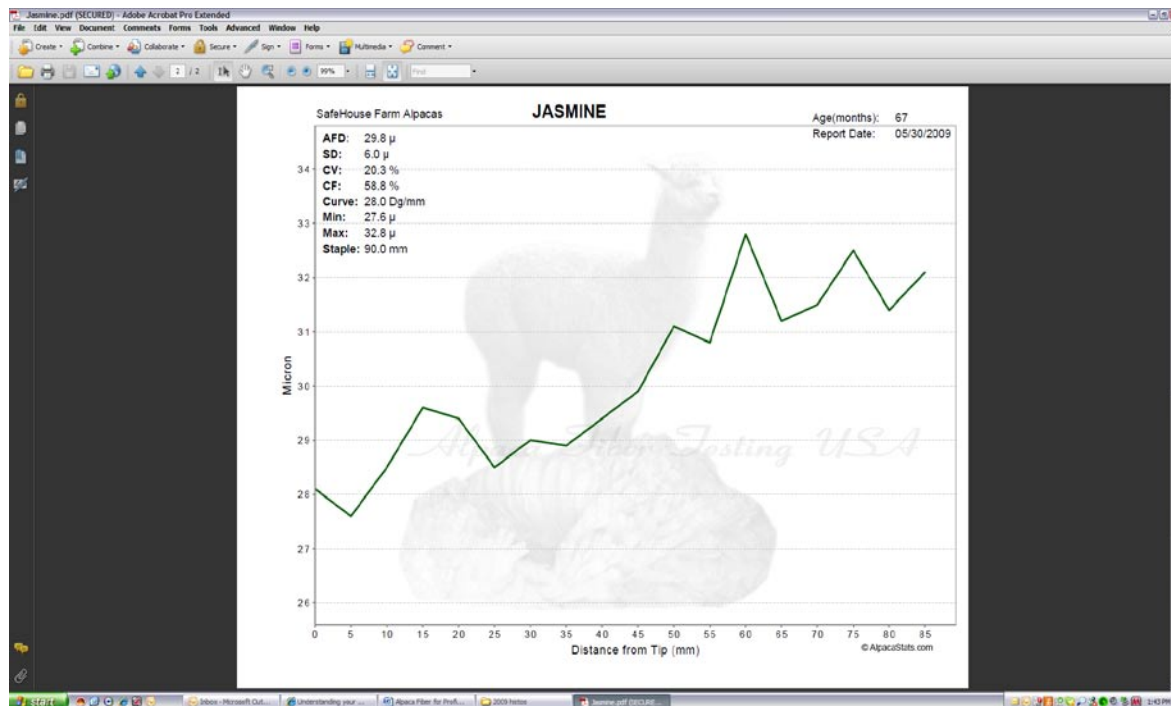 Jasmine.pdf (SECURED) - Adobe Acrobat Pro Extended
File Edit View Document Comments Forms Tools Advanced Window Help
Create Combine Collaborate Secure Sign Forms Multimedia Comment
2 / 2 99% Find
SafeHouse Farm Alpacas
JASMINE
Age(months): 67
Report Date: 05/30/2009
AFD: 29.8 µ
SD: 6.0 µ
CV: 20.3 %
CF: 58.8 %
Curve: 28.0 Dg/mm
Min: 27.6 µ
Max: 32.8 µ
Staple: 90.0 mm
34
33
32
31
30
29
28
27
26
Micron
Alpaca Fiber Testing USA
0 5 10 15 20 25 30 35 40 45 50 55 60 65 70 75 80 85
Distance from Tip (mm)
© AlpacaStats.com
start Inbox - Microsoft Out... Understanding your ... Alpaca Fiber for Profi... 2009 histos Jasmine.pdf (SECURE... 1:43 PM